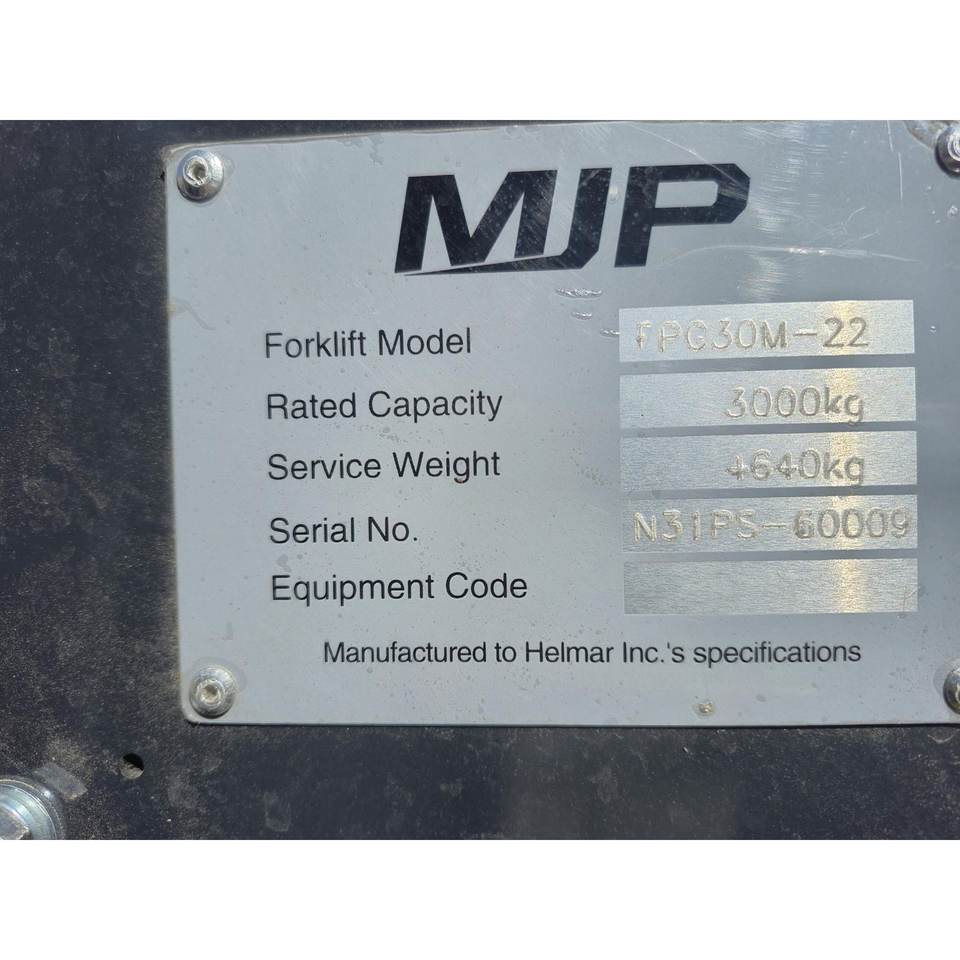 MJP
Forklift Model FPG30M-22
Rated Capacity 3000kg
Service Weight 4640kg
Serial No. N31PS-60009
Equipment Code
Manufactured to Helmar Inc.'s specifications